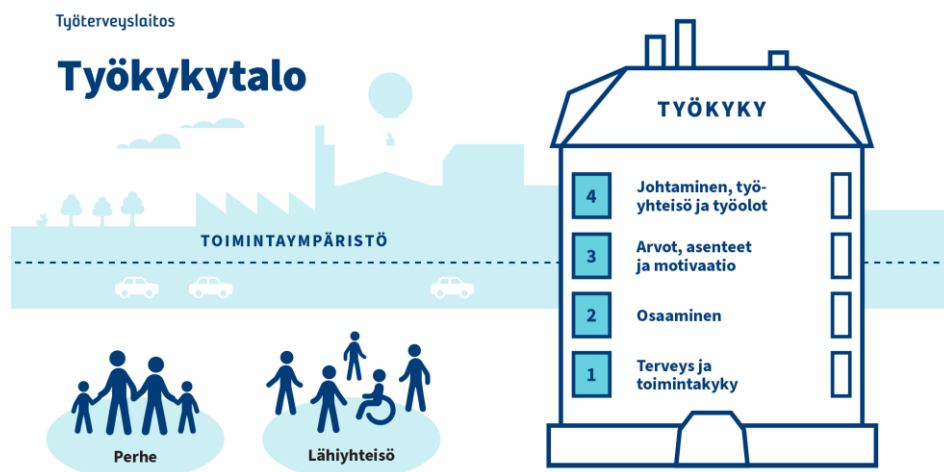 Työterveyslaitos
Työkykytalo
TYÖKYKY
4
Johtaminen, työ-
yhteisö ja työolot
3
Arvot, asenteet
ja motivaatio
2
Osaaminen
1
Terveys ja
toimintakyky
TOIMINTAYMPÄRISTÖ
Perhe
Lähiyhteisö